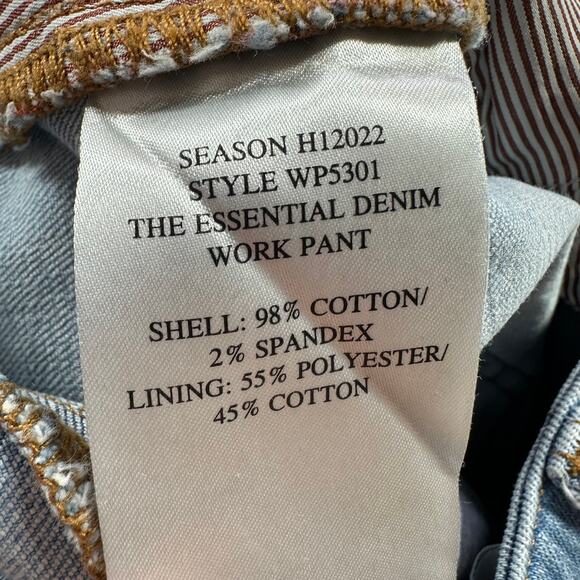 SEASON H12022
STYLE WP5301
THE ESSENTIAL DENIM
WORK PANT
SHELL: 98% COTTON/
2% SPANDEX
LINING: 55% POLYESTER/
45% COTTON